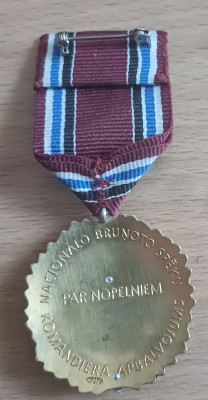 NACIONĀLO BRUŅOTO SPĒKU
KOMANDIERA APBALVOJUMS
PAR NOPELNIEM